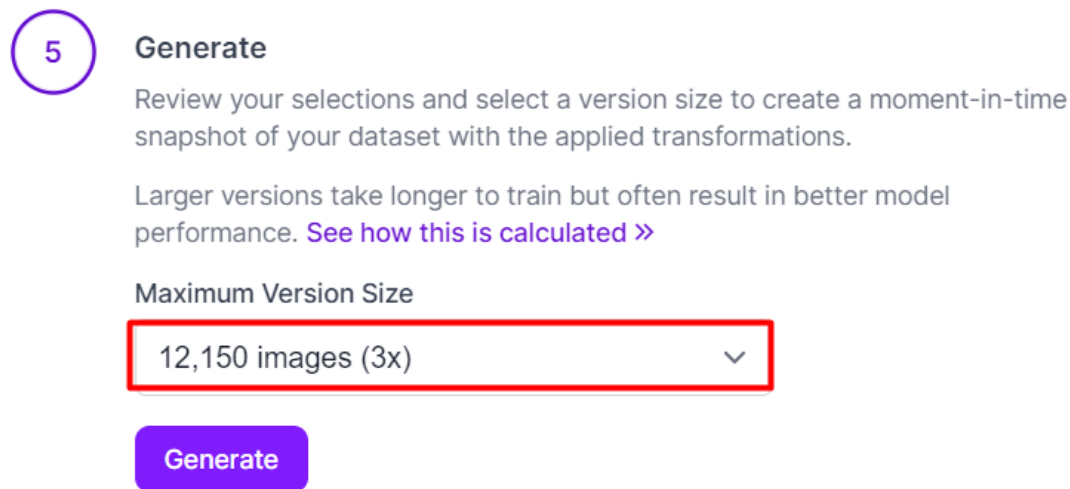 5
Generate
Review your selections and select a version size to create a moment-in-time
snapshot of your dataset with the applied transformations.
Larger versions take longer to train but often result in better model
performance. See how this is calculated »
Maximum Version Size
12,150 images (3x)
Generate